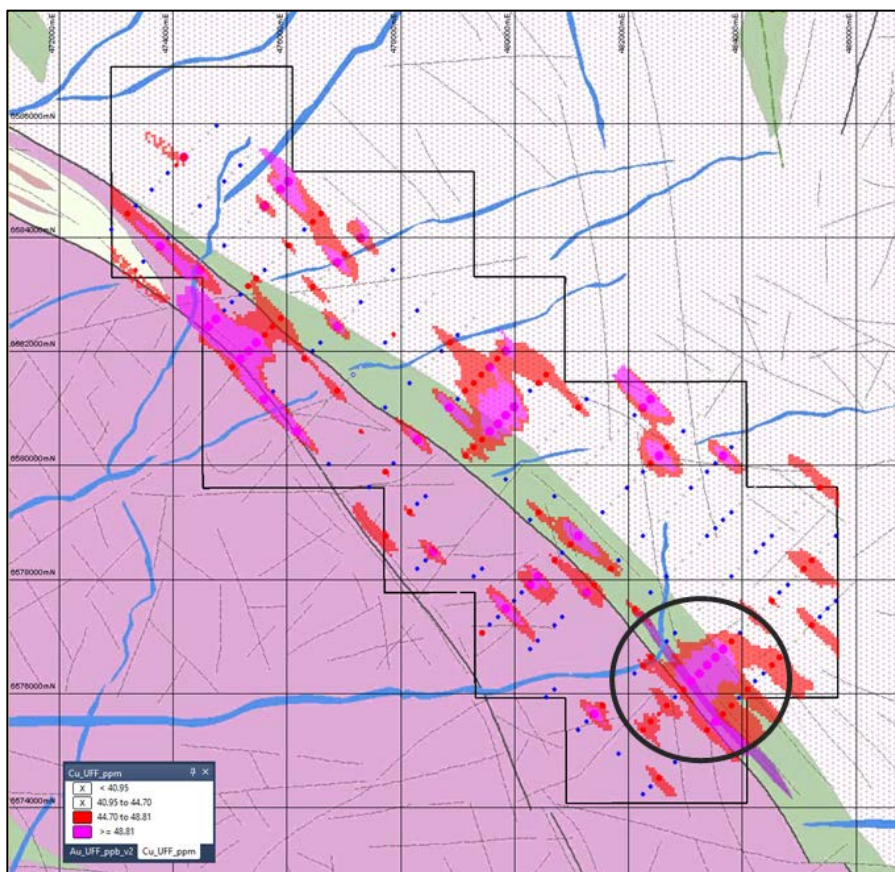 472000mE
474000mE
476000mE
478000mE
480000mE
482000mE
484000mE
486000mE
6586000mN
6584000mN
6582000mN
6580000mN
6578000mN
6576000mN
6574000mN
Cu_UFF_ppm
X < 40.95
X 40.95 to 44.70
44.70 to 48.81
>= 48.81
Au_UFF_ppb_v2 Cu_UFF_ppm